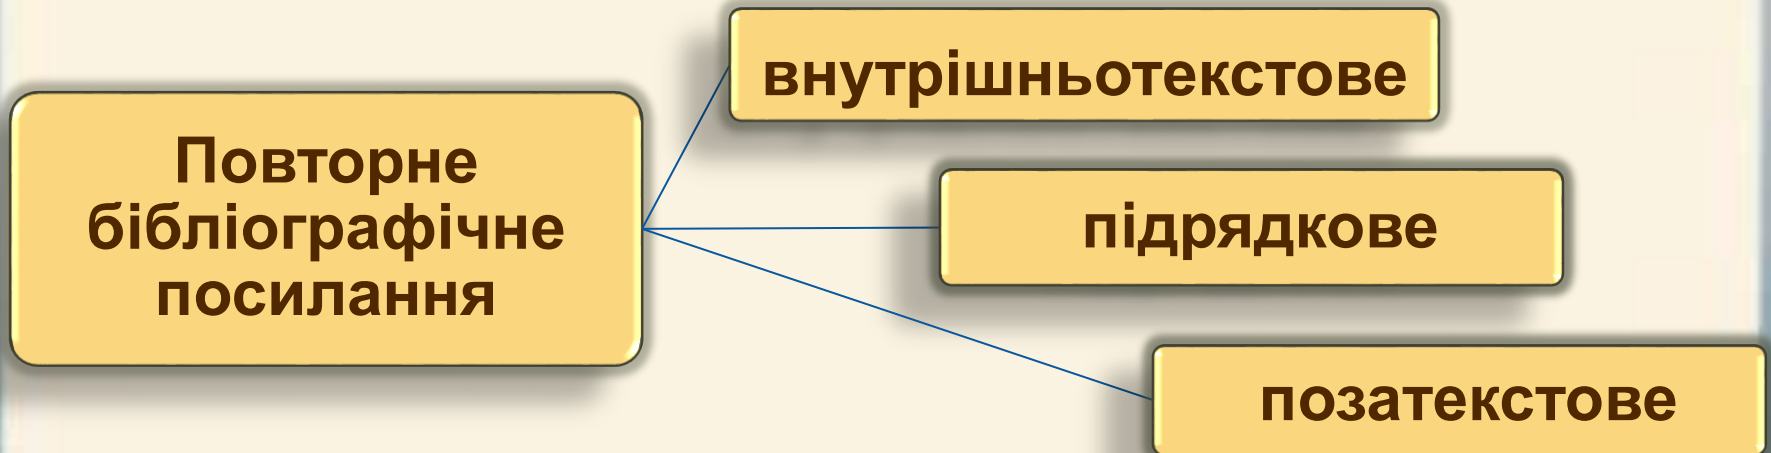 Повторне
бібліографічне
посилання
внутрішньотекстове
підрядкове
позатекстове